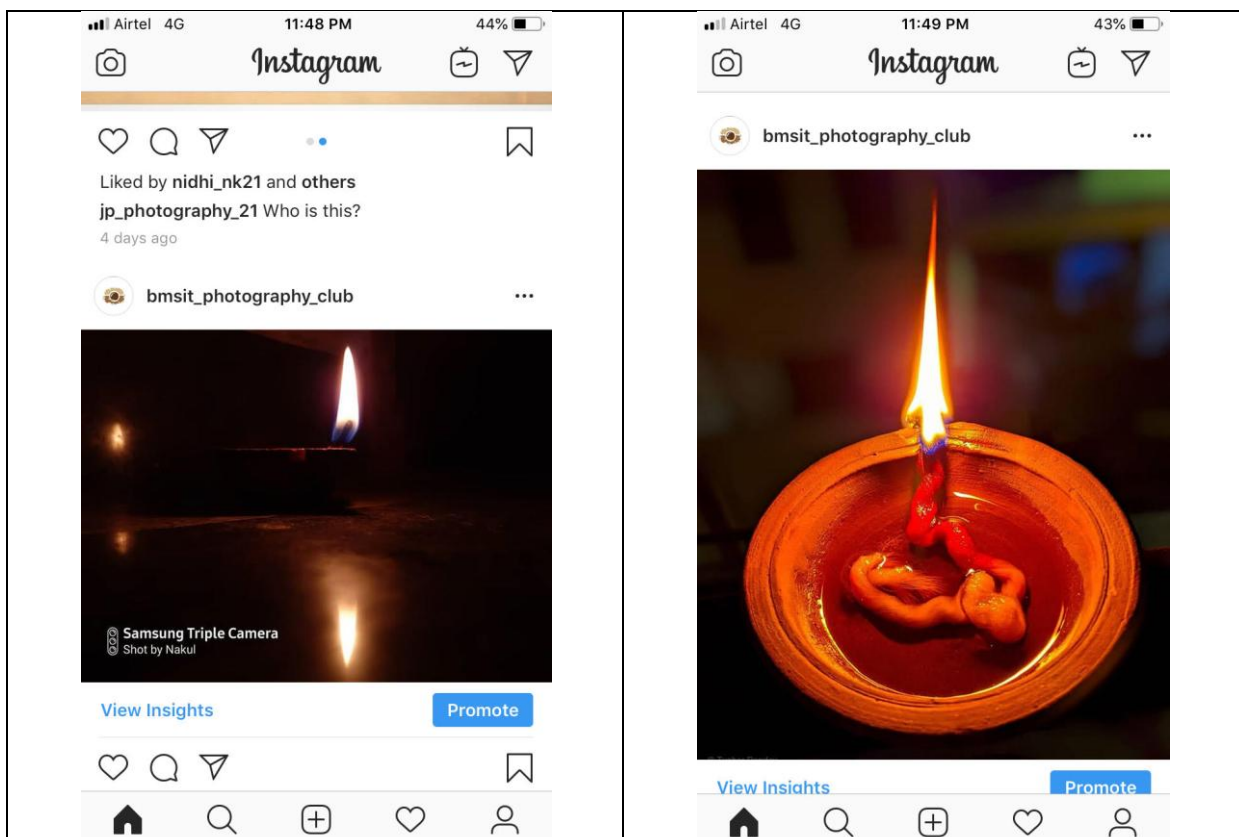 Airtel 4G 11:48 PM 44%
Instagram
Liked by nidhi_nk21 and others
jp_photography_21 Who is this?
4 days ago
bmsit_photography_club
Samsung Triple Camera
Shot by Nakul
View Insights Promote
Airtel 4G 11:49 PM 43%
Instagram
bmsit_photography_club
View Insights Promote